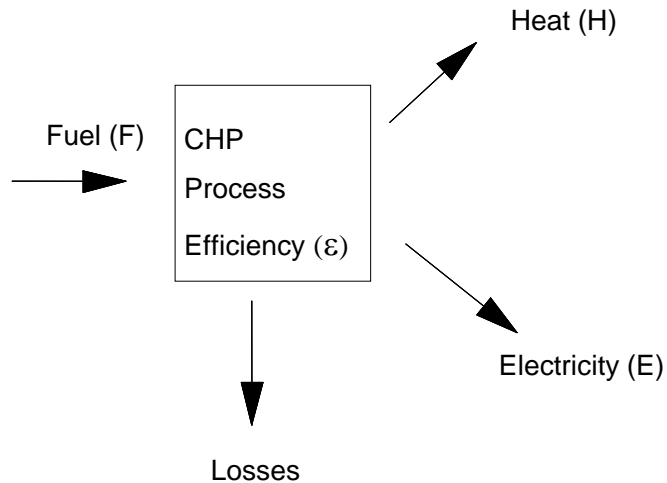 Heat (H)
Fuel (F)
CHP
Process
Efficiency (ε)
Electricity (E)
Losses